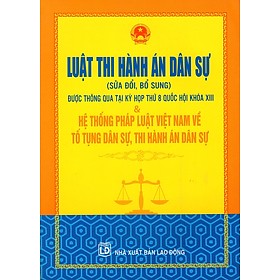 LUẬT THI HÀNH ÁN DÂN SỰ
(SỬA ĐỔI, BỔ SUNG)
ĐƯỢC THÔNG QUA TẠI KỲ HỌP THỨ 8 QUỐC HỘI KHÓA XIII
&
HỆ THỐNG PHÁP LUẬT VIỆT NAM VỀ
TỐ TỤNG DÂN SỰ, THI HÀNH ÁN DÂN SỰ
NHÀ XUẤT BẢN LAO ĐỘNG